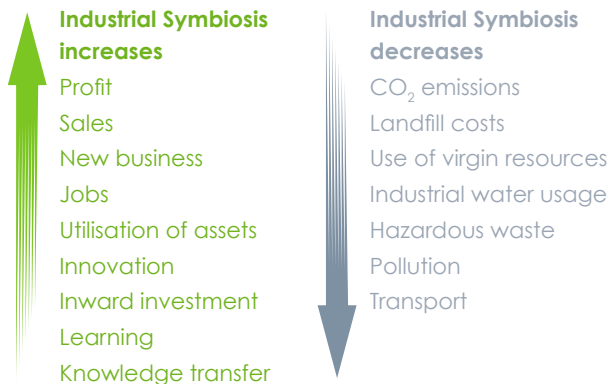 Industrial Symbiosis
increases
Profit
Sales
New business
Jobs
Utilisation of assets
Innovation
Inward investment
Learning
Knowledge transfer
Industrial Symbiosis
decreases
CO₂ emissions
Landfill costs
Use of virgin resources
Industrial water usage
Hazardous waste
Pollution
Transport